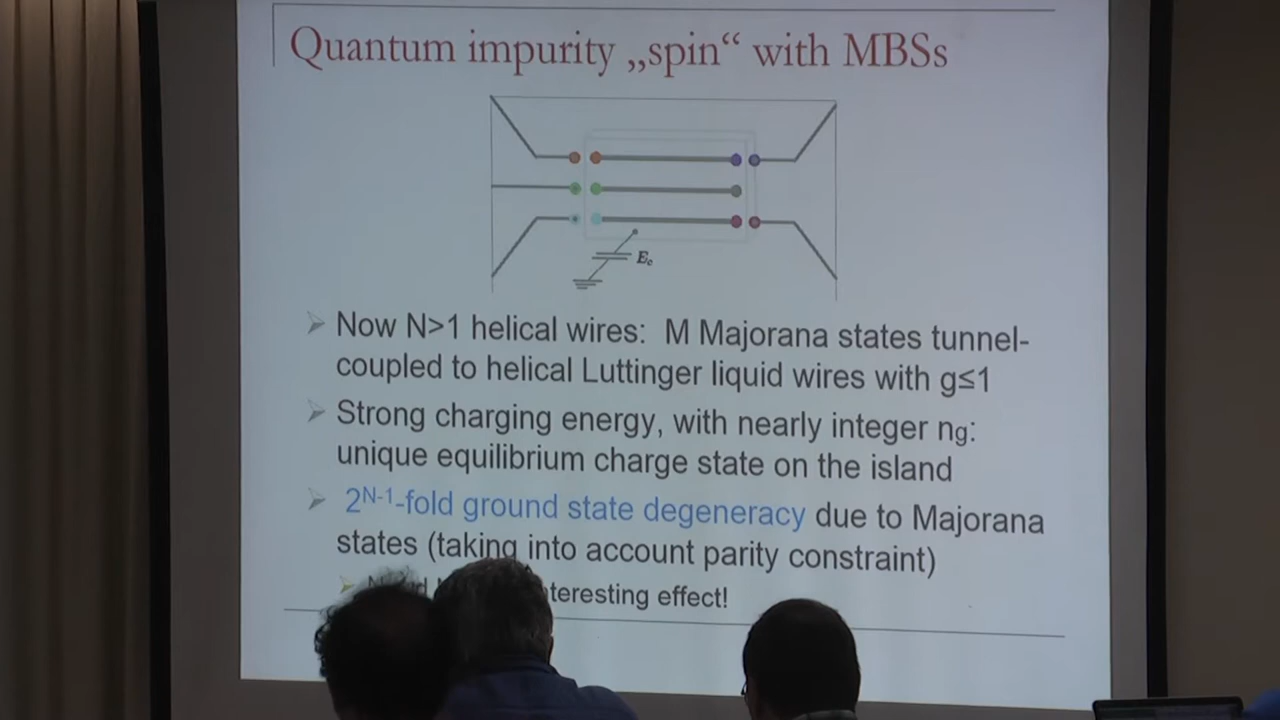 Quantum impurity „spin“ with MBSs
Ec
Now N>1 helical wires: M Majorana states tunnel-
coupled to helical Luttinger liquid wires with g≤1
Strong charging energy, with nearly integer ng:
unique equilibrium charge state on the island
2N-1-fold ground state degeneracy due to Majorana
states (taking into account parity constraint)
effect!